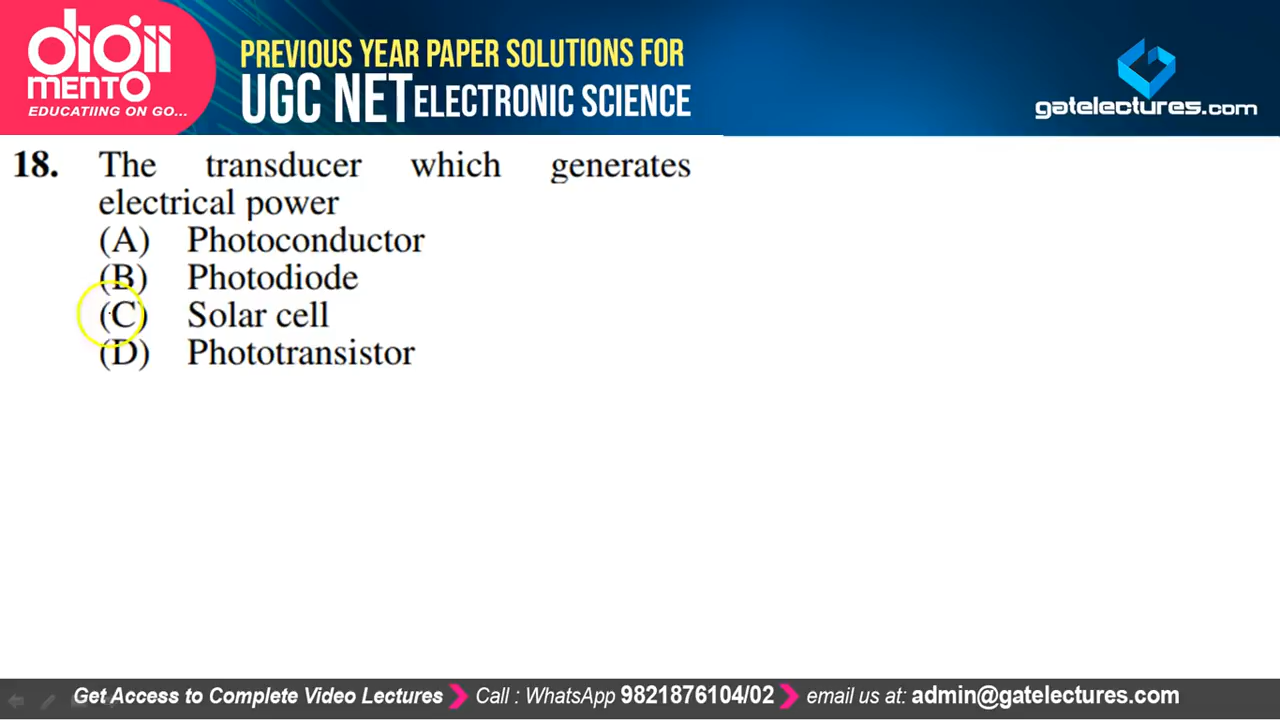 digii
MENTO
EDUCATIING ON GO...
PREVIOUS YEAR PAPER SOLUTIONS FOR
UGC NET ELECTRONIC SCIENCE
gatelectures.com
18. The transducer which generates
electrical power
(A) Photoconductor
(B) Photodiode
(C) Solar cell
(D) Phototransistor
Get Access to Complete Video Lectures Call : WhatsApp 9821876104/02 email us at: admin@gatelectures.com